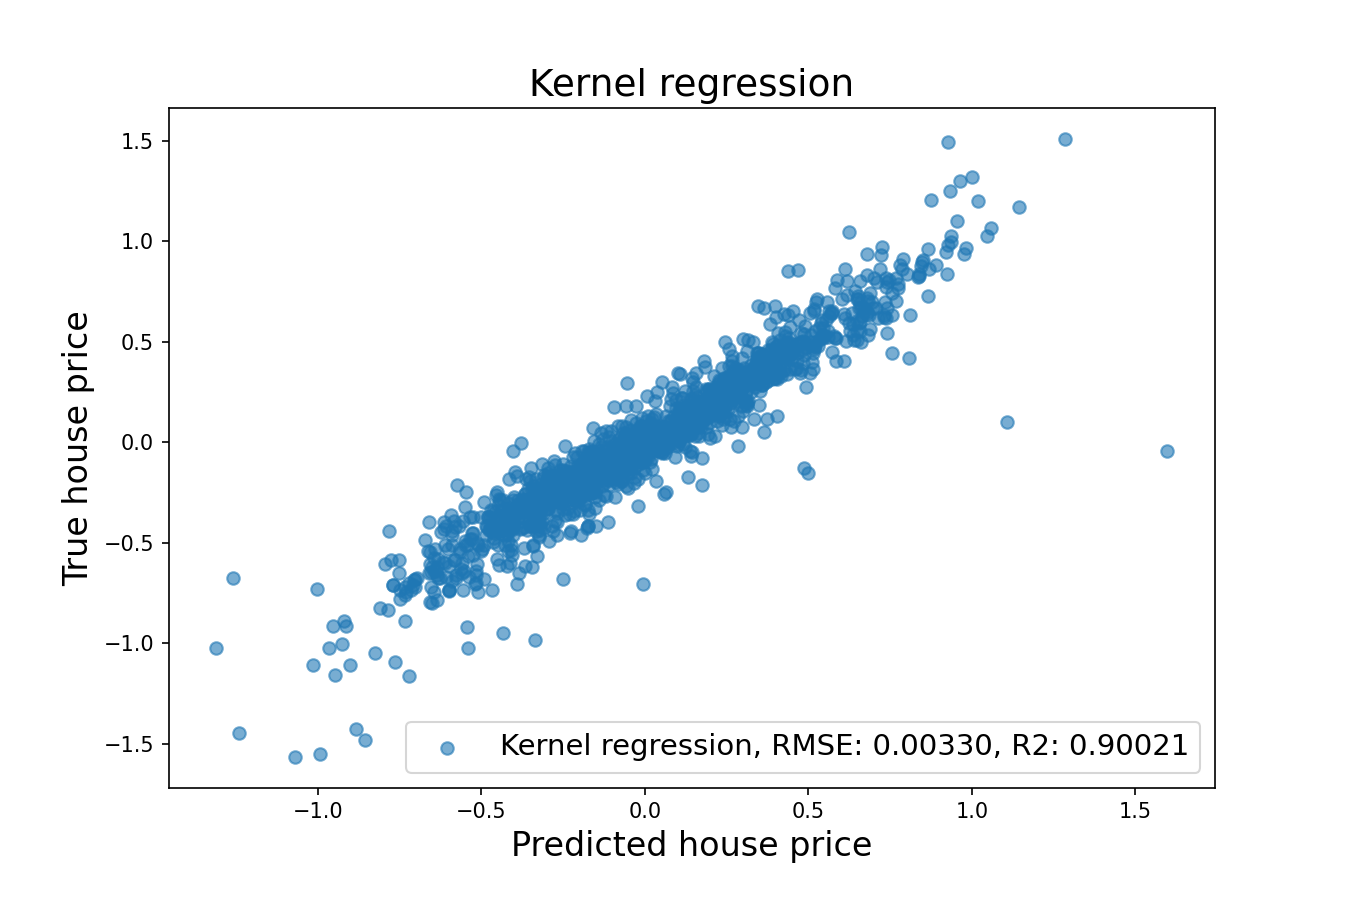 Kernel regression
1.5
1.0
0.5
0.0
−0.5
−1.0
−1.5
True house price
Kernel regression, RMSE: 0.00330, R2: 0.90021
−1.0 −0.5 0.0 0.5 1.0 1.5
Predicted house price